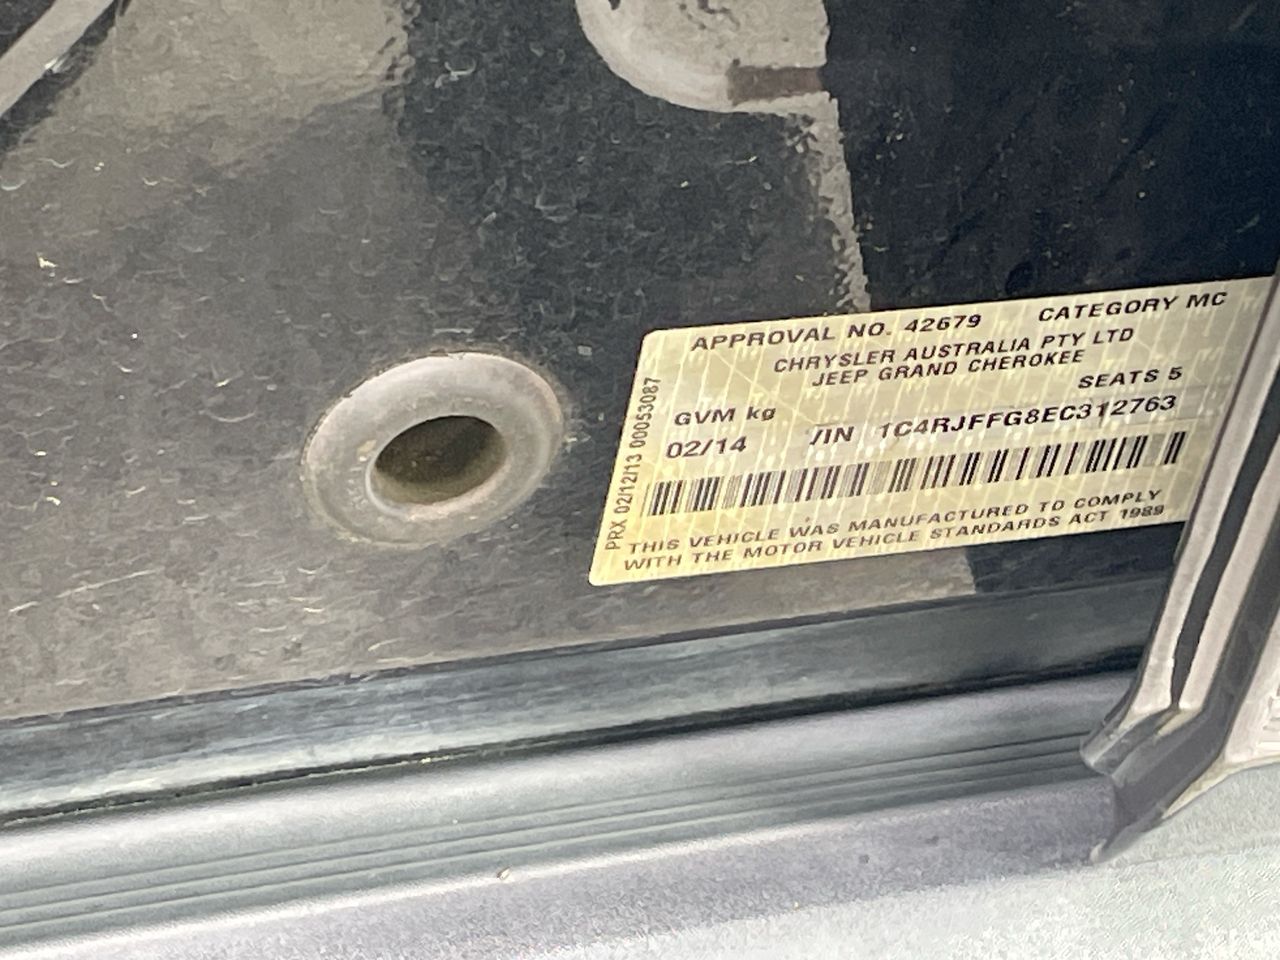 APPROVAL NO. 42679 CATEGORY MC
CHRYSLER AUSTRALIA PTY LTD
JEEP GRAND CHEROKEE
SEATS 5
GVM kg
02/14 /IN 1C4RJFFG8EC312763
THIS VEHICLE WAS MANUFACTURED TO COMPLY
WITH THE MOTOR VEHICLE STANDARDS ACT 1989
PRX 02/12/13 00053087